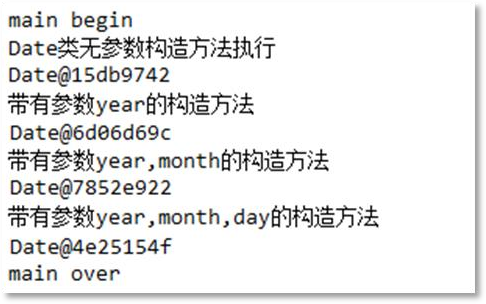 main begin
Date类无参数构造方法执行
Date@15db9742
带有参数year的构造方法
Date@6d06d69c
带有参数year,month的构造方法
Date@7852e922
带有参数year,month,day的构造方法
Date@4e25154f
main over